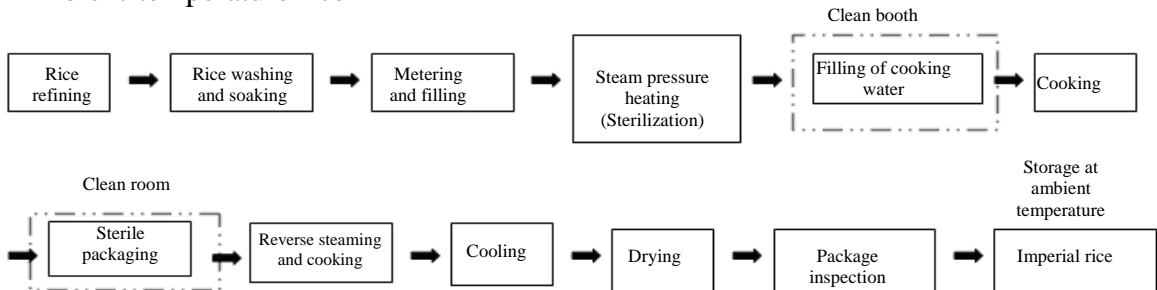 Clean booth
Rice
refining
Rice washing
and soaking
Metering
and filling
Steam pressure
heating
(Sterilization)
Filling of cooking
water
Cooking
Clean room
Sterile
packaging
Reverse steaming
and cooking
Cooling
Drying
Package
inspection
Storage at
ambient
temperature
Imperial rice